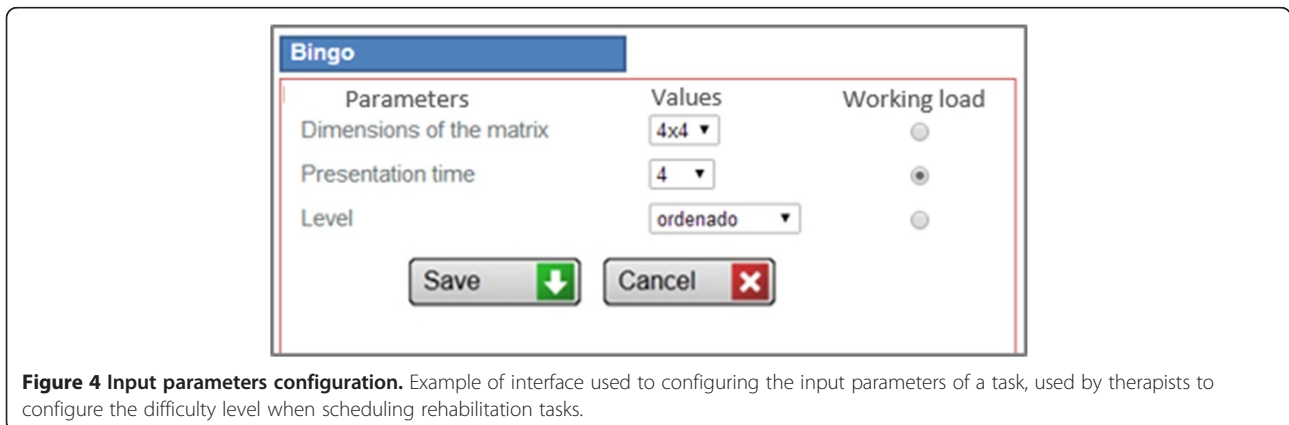 Bingo
Parameters Values Working load
Dimensions of the matrix 4x4
Presentation time 4
Level ordenado
Save Cancel
Figure 4 Input parameters configuration. Example of interface used to configuring the input parameters of a task, used by therapists to
configure the difficulty level when scheduling rehabilitation tasks.